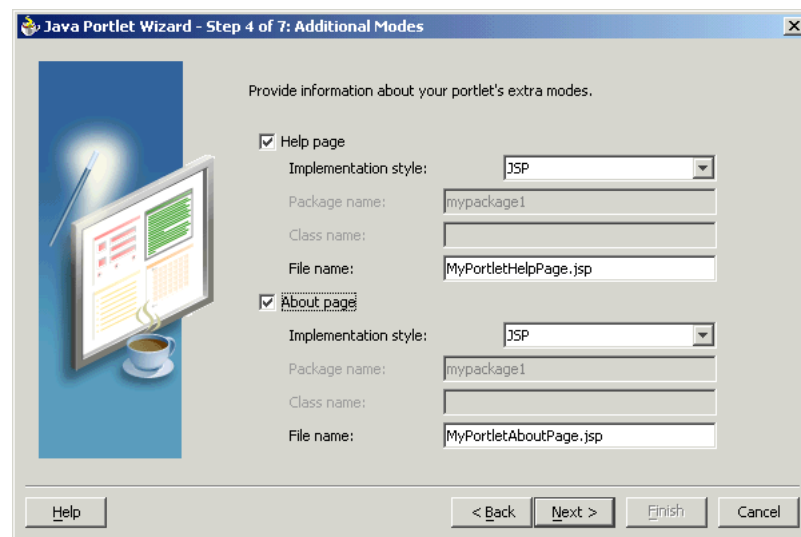 Java Portlet Wizard - Step 4 of 7: Additional Modes
Provide information about your portlet's extra modes.
Help page
Implementation style: JSP
Package name: mypackage1
Class name:
File name: MyPortletHelpPage.jsp
About page
Implementation style: JSP
Package name: mypackage1
Class name:
File name: MyPortletAboutPage.jsp
Help < Back Next > Finish Cancel